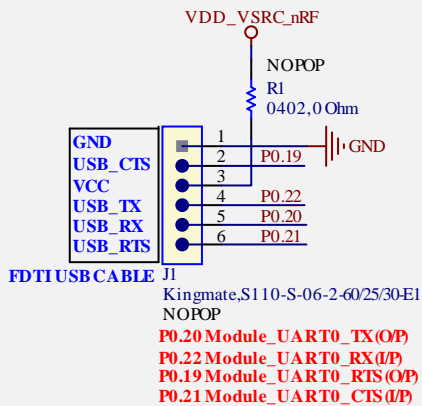 VDD_VSRC_nRF
NOPOP
R1
0402,0 Ohm
GND 1 GND
USB_CTS 2 P0.19
VCC 3
USB_TX 4 P0.22
USB_RX 5 P0.20
USB_RTS 6 P0.21
FDTI USB CABLE J1
Kingmate,S110-S-06-2-60/25/30-E1
NOPOP
P0.20 Module_UART0_TX(O/P)
P0.22 Module_UART0_RX(I/P)
P0.19 Module_UART0_RTS(O/P)
P0.21 Module_UART0_CTS(I/P)